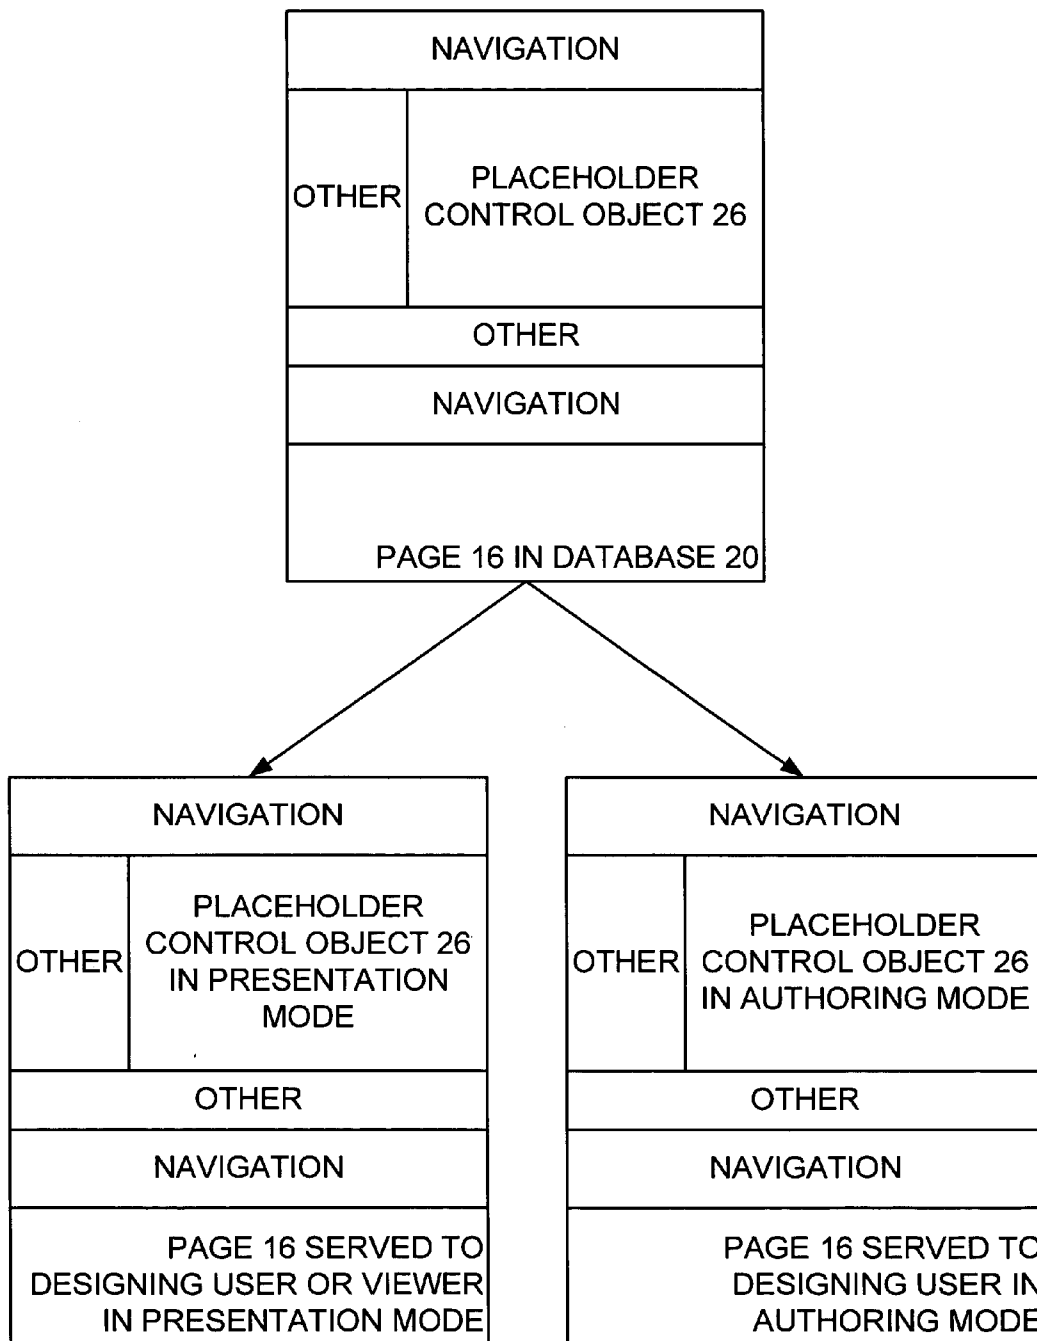 NAVIGATION
OTHER
PLACEHOLDER
CONTROL OBJECT 26
OTHER
NAVIGATION
PAGE 16 IN DATABASE 20
NAVIGATION
OTHER
PLACEHOLDER
CONTROL OBJECT 26
IN PRESENTATION
MODE
OTHER
NAVIGATION
PAGE 16 SERVED TO
DESIGNING USER OR VIEWER
IN PRESENTATION MODE
NAVIGATION
OTHER
PLACEHOLDER
CONTROL OBJECT 26
IN AUTHORING MODE
OTHER
NAVIGATION
PAGE 16 SERVED TO
DESIGNING USER IN
AUTHORING MODE